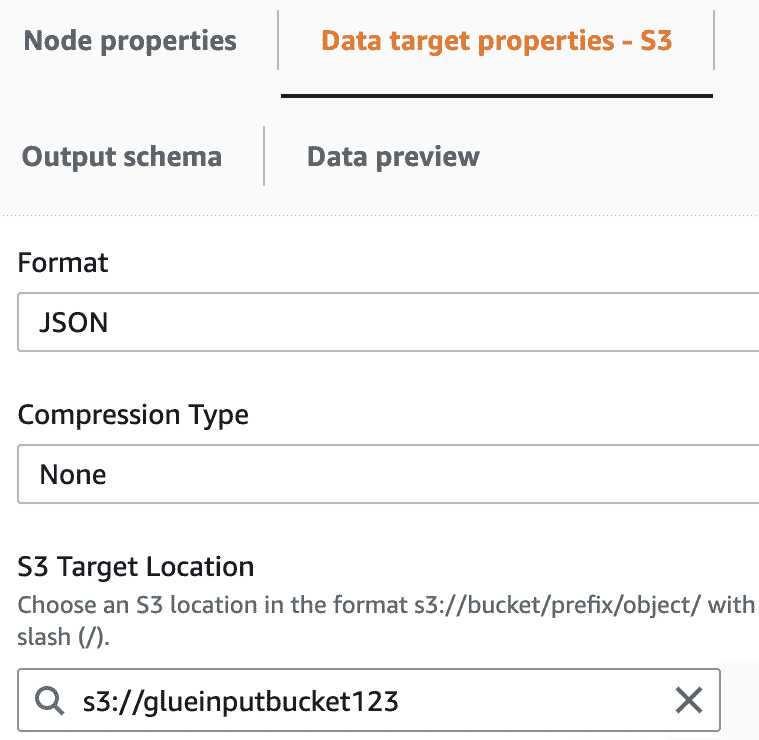 Node properties
Data target properties - S3
Output schema
Data preview
Format
JSON
Compression Type
None
S3 Target Location
Choose an S3 location in the format s3://bucket/prefix/object/ with
slash (/).
s3://glueinputbucket123